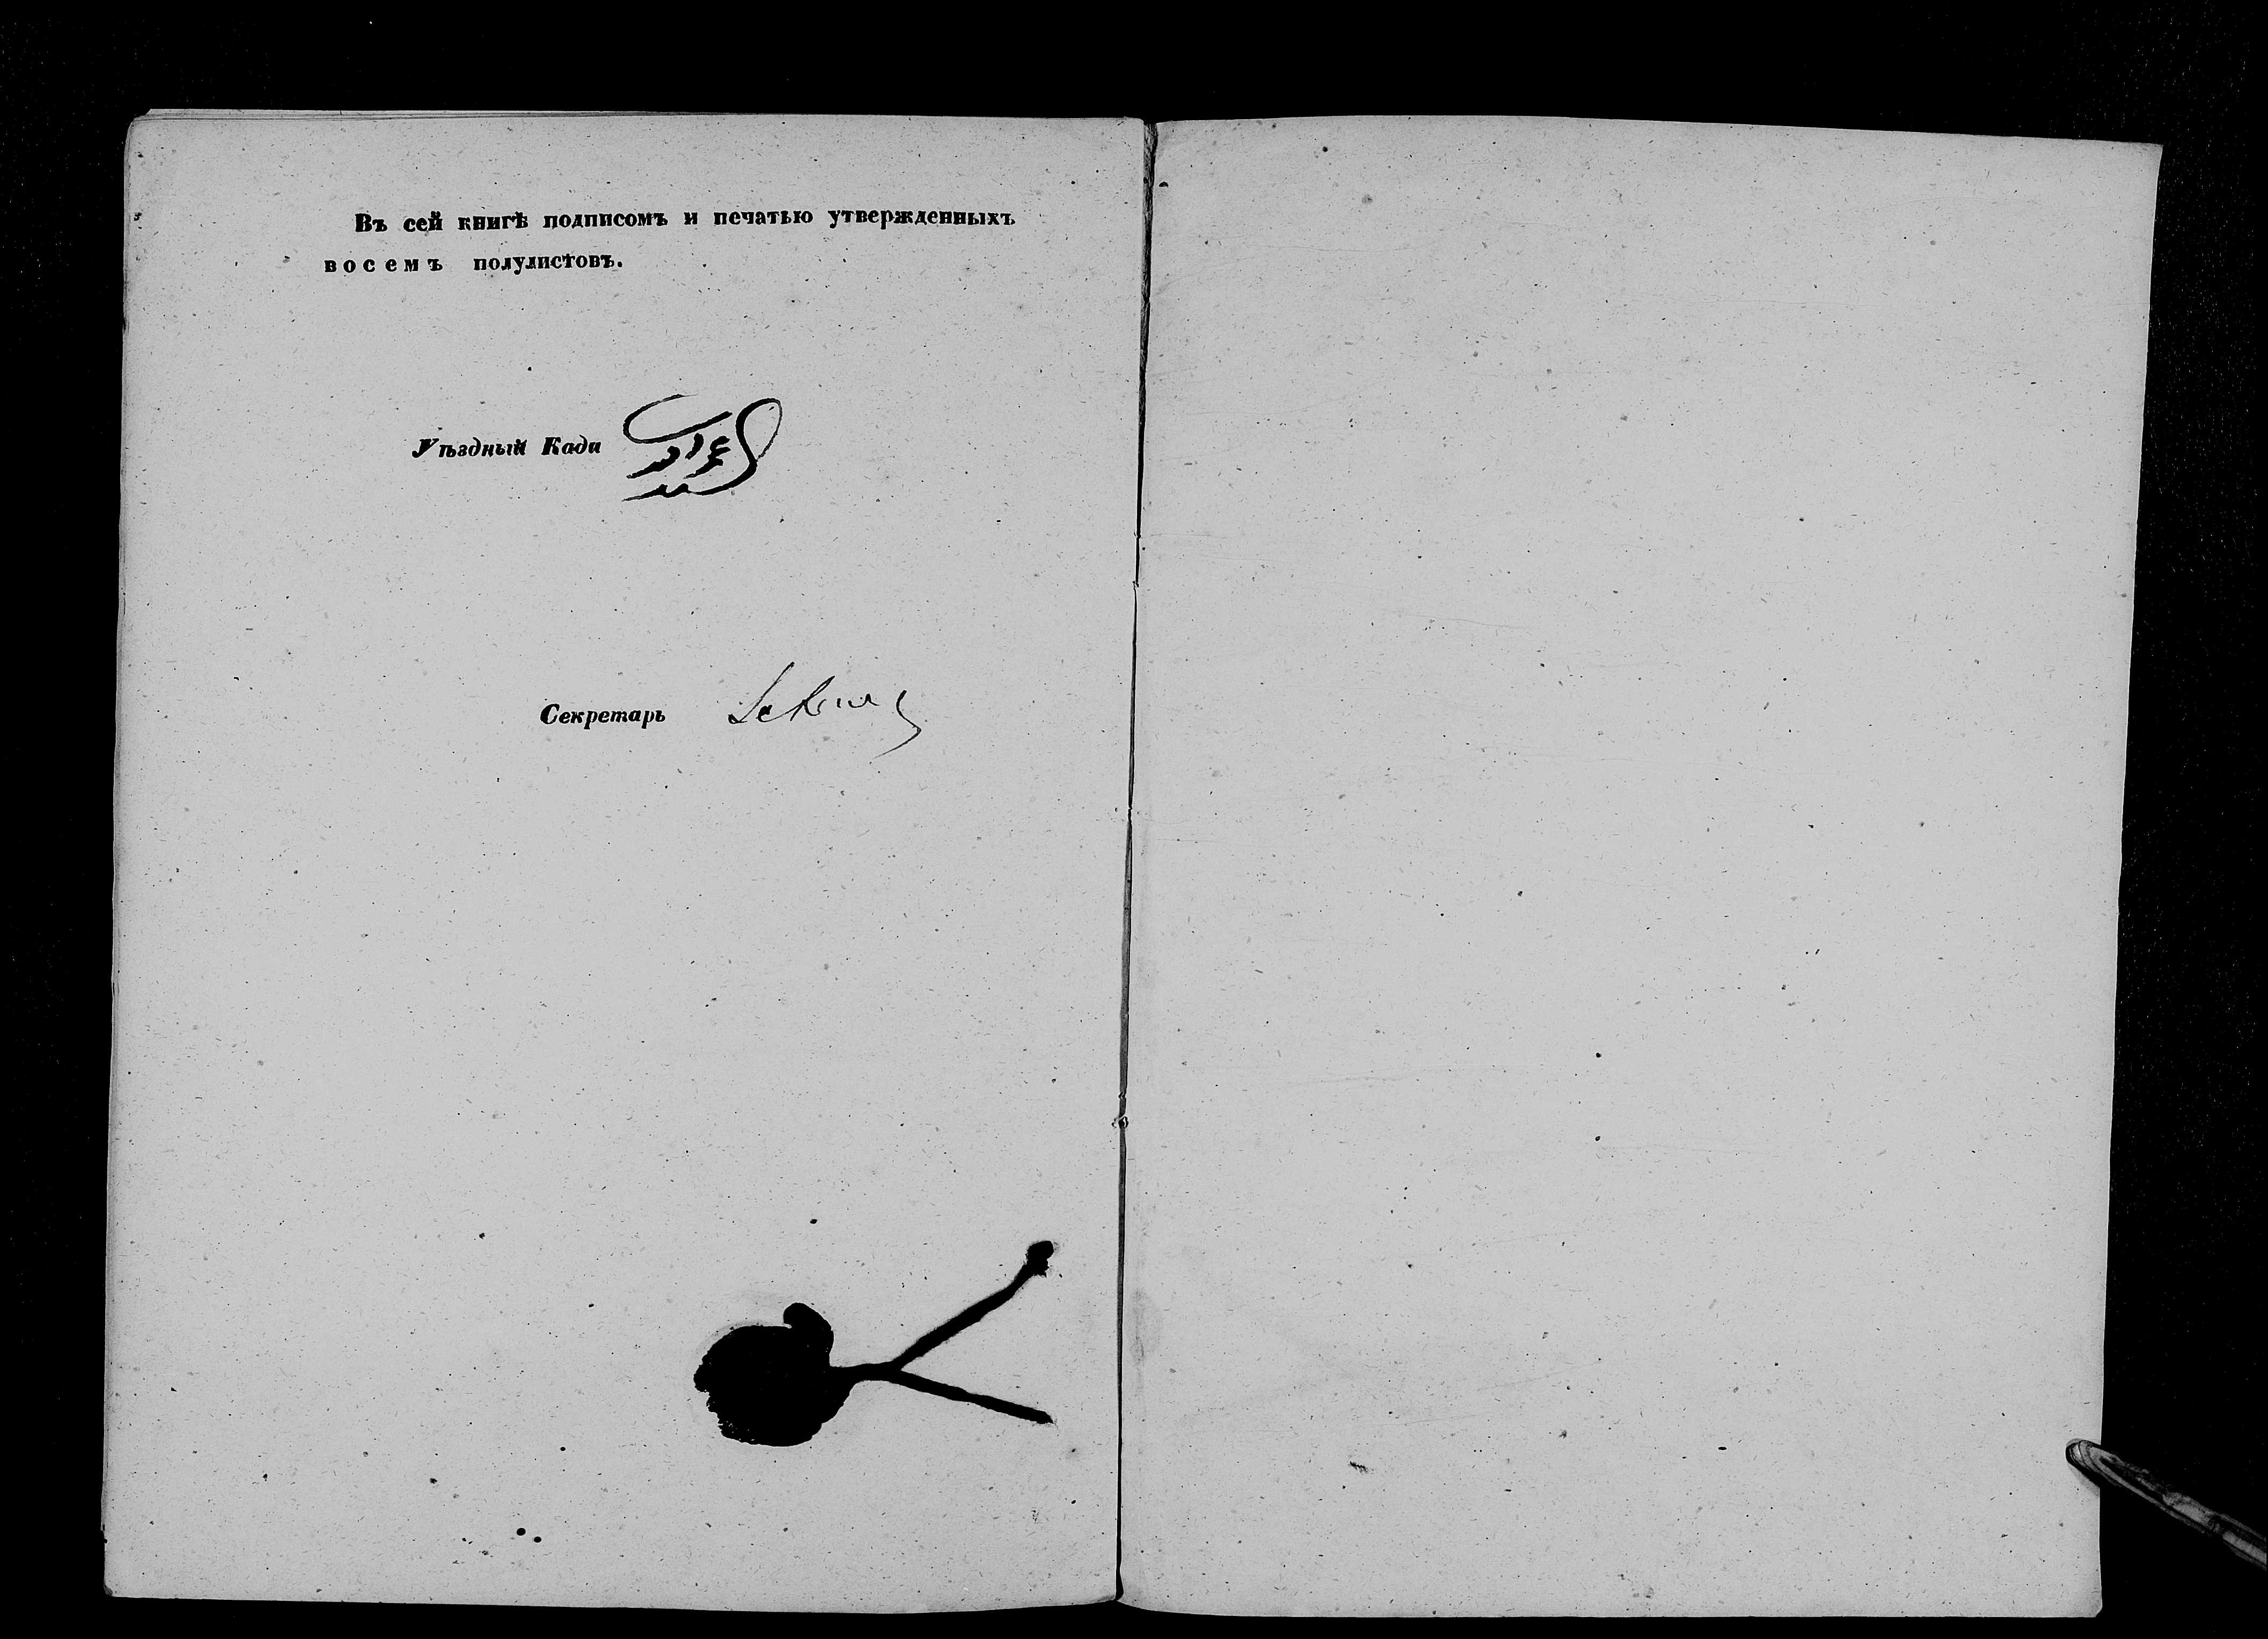 Въ сей книгѣ подписомъ и печатью утвержденныхъ
восемъ полулистовъ.
Уѣздный Кади
Секретарь